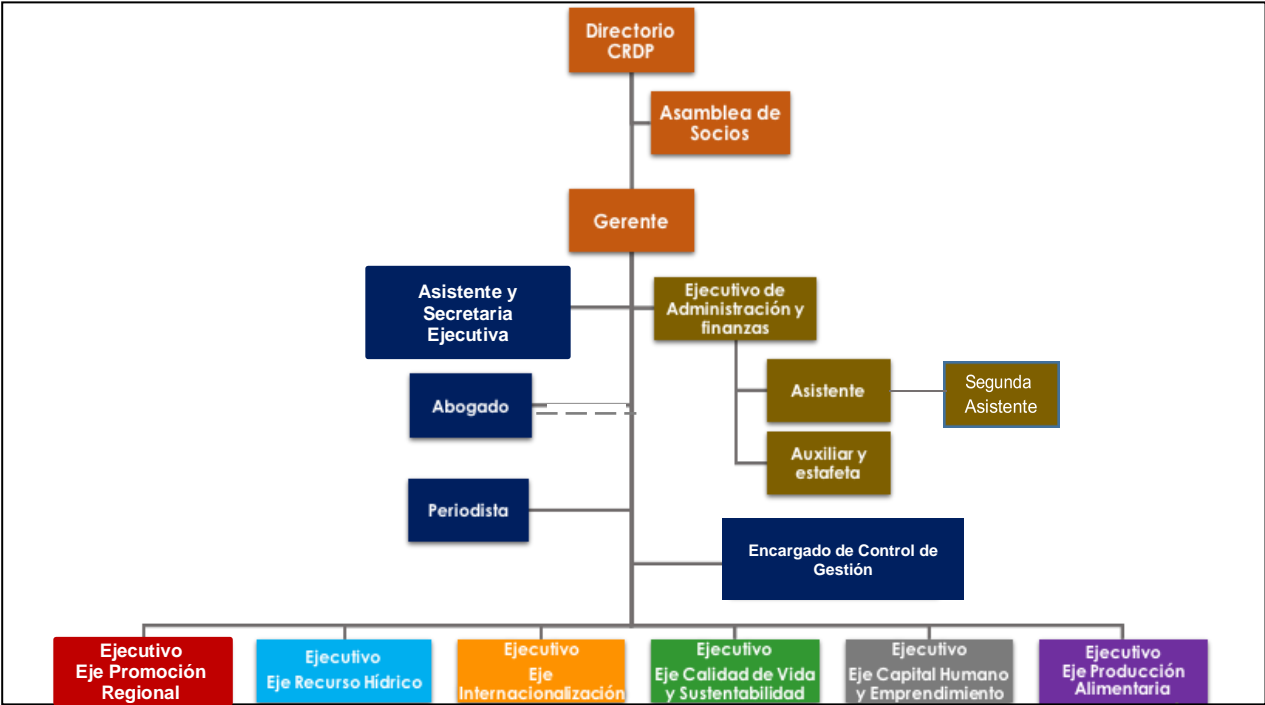 Directorio
CRDP
Asamblea de
Socios
Gerente
Asistente y
Secretaria
Ejecutiva
Ejecutivo de
Administración y
finanzas
Abogado
Asistente
Segunda
Asistente
Auxiliar y
estafeta
Periodista
Encargado de Control de
Gestión
Ejecutivo
Eje Promoción
Regional
Ejecutivo
Eje Recurso Hídrico
Ejecutivo
Eje
Internacionalización
Ejecutivo
Eje Calidad de Vida
y Sustentabilidad
Ejecutivo
Eje Capital Humano
y Emprendimiento
Ejecutivo
Eje Producción
Alimentaria